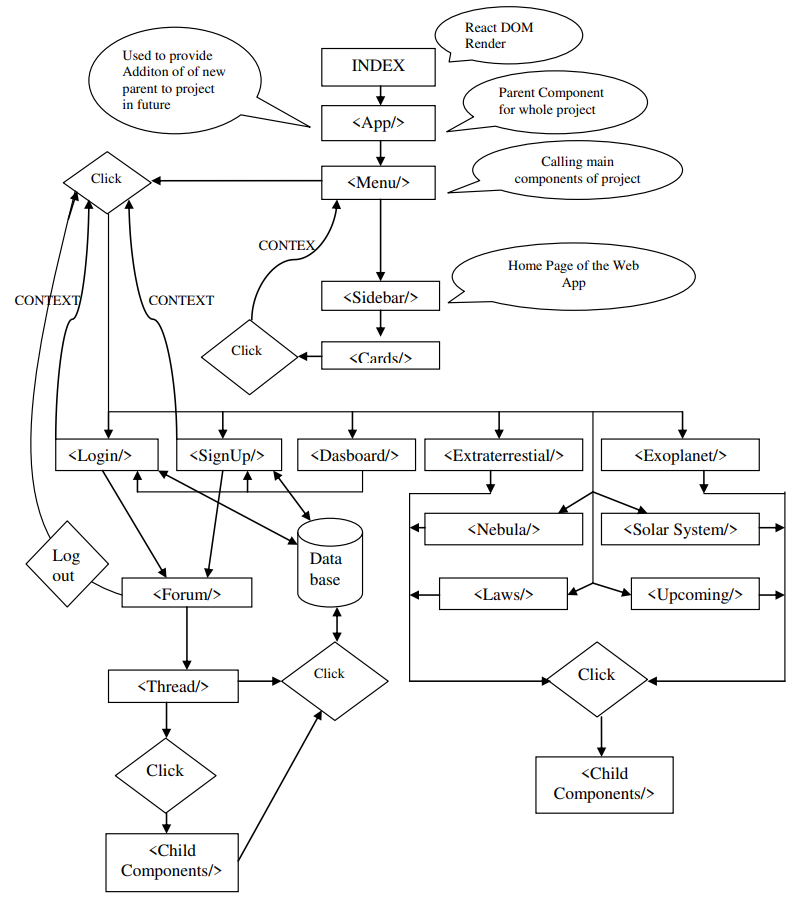 React DOM
Render
Used to provide
Additon of of new
parent to project
in future
INDEX
Parent Component
for whole project
<App/>
Calling main
components of project
Click
<Menu/>
CONTEX
Home Page of the Web
App
CONTEXT
CONTEXT
<Sidebar/>
Click
<Cards/>
<Login/>
<SignUp/>
<Dasboard/>
<Extraterrestial/>
<Exoplanet/>
<Nebula/>
<Solar System/>
Log
out
Data
base
<Forum/>
<Laws/>
<Upcoming/>
<Thread/>
Click
Click
Click
<Child
Components/>
<Child
Components/>